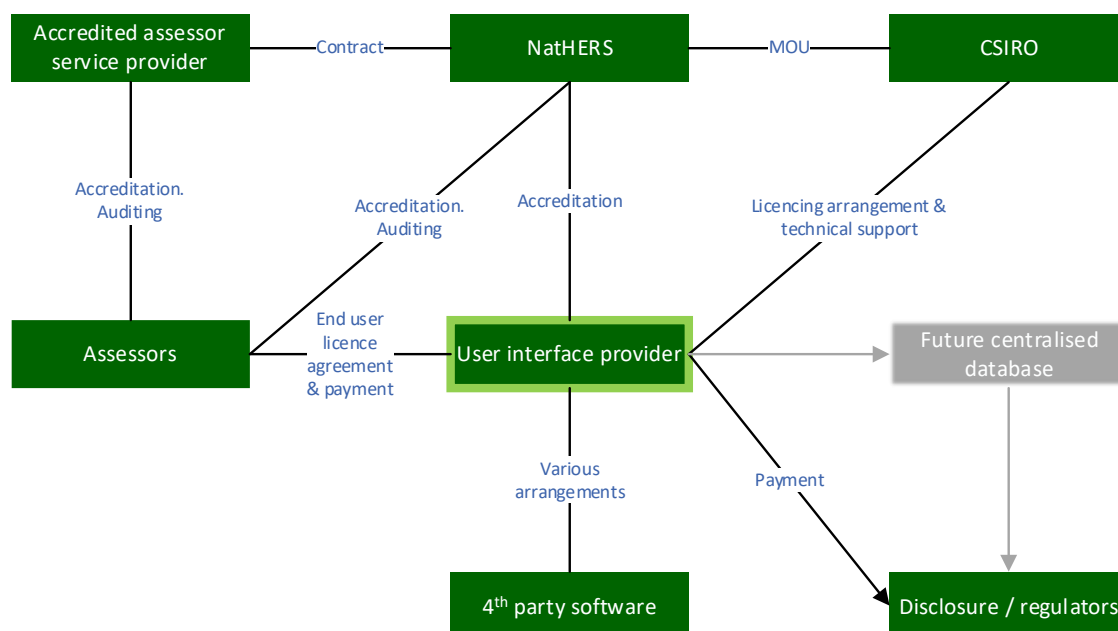 Accredited assessor
service provider
Contract
NatHERS
MOU
CSIRO
Accreditation.
Auditing
Accreditation.
Auditing
Accreditation
Licencing arrangement &
technical support
Assessors
End user
licence
agreement
& payment
User interface provider
Future centralised
database
Various
arrangements
Payment
4th party software
Disclosure / regulators